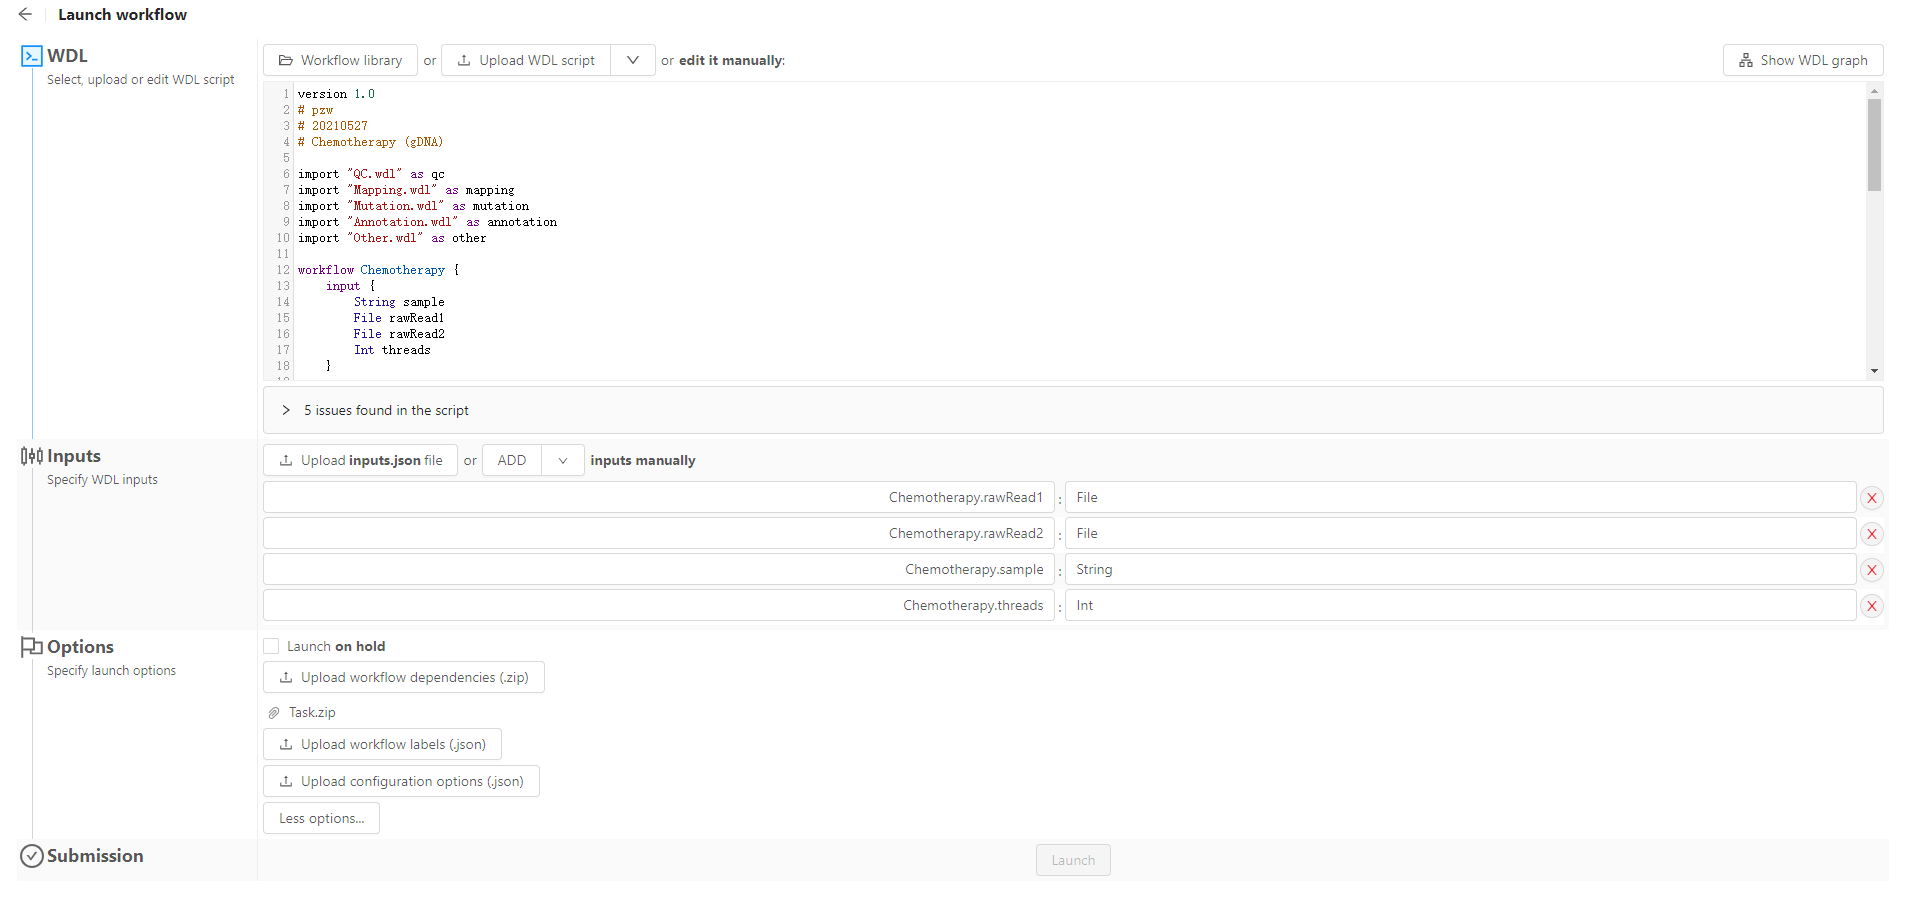 Launch workflow
WDL
Select, upload or edit WDL script
Workflow library or Upload WDL script or edit it manually:
Show WDL graph
1 version 1.0
2 # pzw
3 # 20210527
4 # Chemotherapy (gDNA)
5
6 import "QC.wdl" as qc
7 import "Mapping.wdl" as mapping
8 import "Mutation.wdl" as mutation
9 import "Annotation.wdl" as annotation
10 import "Other.wdl" as other
11
12 workflow Chemotherapy {
13 input {
14 String sample
15 File rawRead1
16 File rawRead2
17 Int threads
18 }
19
5 issues found in the script
Inputs
Specify WDL inputs
Upload inputs.json file or ADD inputs manually
Chemotherapy.rawRead1 : File X
Chemotherapy.rawRead2 : File X
Chemotherapy.sample : String X
Chemotherapy.threads : Int X
Options
Specify launch options
Launch on hold
Upload workflow dependencies (.zip)
Task.zip
Upload workflow labels (.json)
Upload configuration options (.json)
Less options...
Submission
Launch